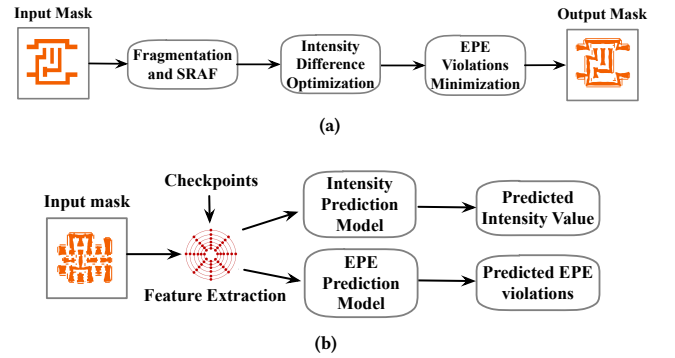 Input Mask
Fragmentation
and SRAF
Intensity
Difference
Optimization
EPE
Violations
Minimization
Output Mask
(a)
Input mask
Checkpoints
Feature Extraction
Intensity
Prediction
Model
Predicted
Intensity Value
EPE
Prediction
Model
Predicted EPE
violations
(b)